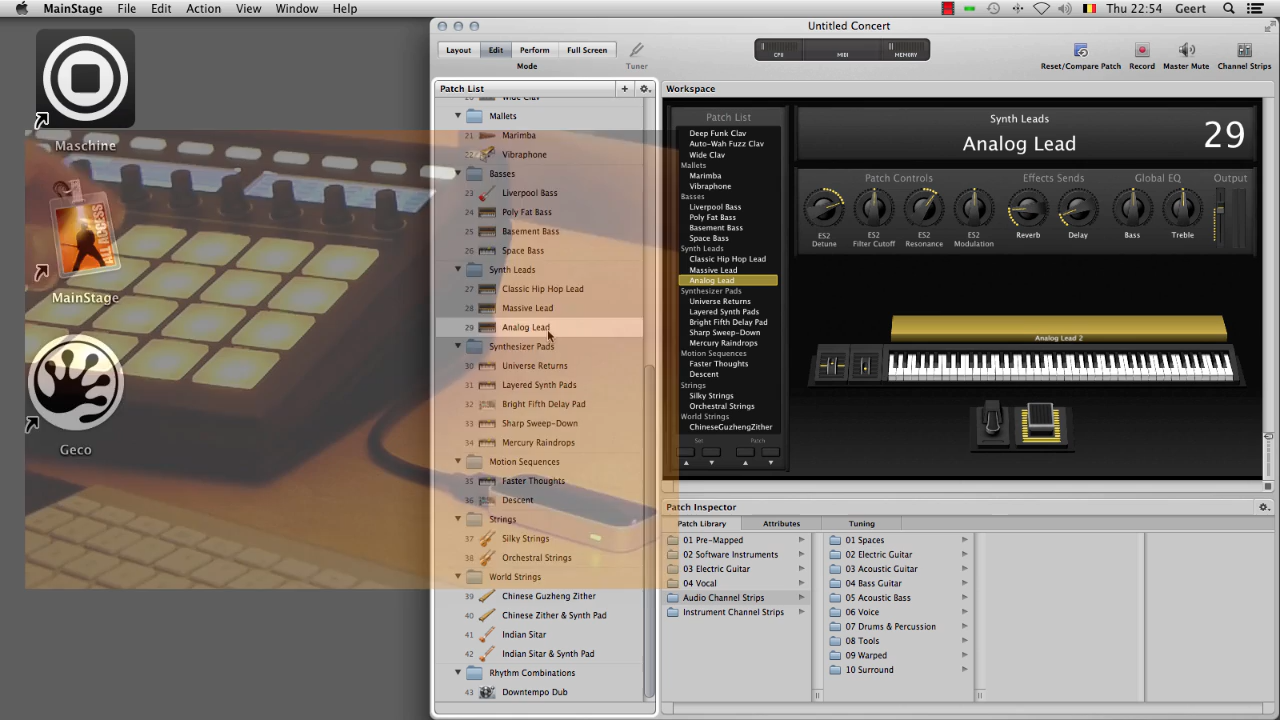 MainStage File Edit Action View Window Help Thu 22:54 Geert
Untitled Concert
Layout Edit Perform Full Screen
Mode
Tuner
CPU MIDI MEMORY
Reset/Compare Patch Record Master Mute Channel Strips
Patch List
Mallets
21 Marimba
Vibraphone
Basses
23 Liverpool Bass
24 Poly Fat Bass
25 Basement Bass
26 Space Bass
Synth Leads
27 Classic Hip Hop Lead
28 Massive Lead
29 Analog Lead
Synthesizer Pads
30 Universe Returns
31 Layered Synth Pads
32 Bright Fifth Delay Pad
33 Sharp Sweep-Down
34 Mercury Raindrops
Motion Sequences
35 Faster Thoughts
36 Descent
Strings
37 Silky Strings
38 Orchestral Strings
World Strings
39 Chinese Guzheng Zither
40 Chinese Zither & Synth Pad
41 Indian Sitar
42 Indian Sitar & Synth Pad
Rhythm Combinations
43 Downtempo Dub
Maschine
MainStage
Geco
Workspace
Patch List
Deep Funk Clav
Auto-Wah Fuzz Clav
Wide Clav
Mallets
Marimba
Vibraphone
Basses
Liverpool Bass
Poly Fat Bass
Basement Bass
Space Bass
Synth Leads
Classic Hip Hop Lead
Massive Lead
Analog Lead
Synthesizer Pads
Universe Returns
Layered Synth Pads
Bright Fifth Delay Pad
Sharp Sweep-Down
Mercury Raindrops
Motion Sequences
Faster Thoughts
Descent
Strings
Silky Strings
Orchestral Strings
World Strings
ChineseGuzhengZither
Set Patch
Synth Leads
Analog Lead
29
Patch Controls Effects Sends Global EQ Output
ES2 Detune
ES2 Filter Cutoff
ES2 Resonance
ES2 Modulation
Reverb
Delay
Bass
Treble
Analog Lead 2
Patch Inspector
Patch Library Attributes Tuning
01 Pre-Mapped
02 Software Instruments
03 Electric Guitar
04 Vocal
Audio Channel Strips
Instrument Channel Strips
01 Spaces
02 Electric Guitar
03 Acoustic Guitar
04 Bass Guitar
05 Acoustic Bass
06 Voice
07 Drums & Percussion
08 Tools
09 Warped
10 Surround